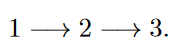 1 ⟶ 2 ⟶ 3.